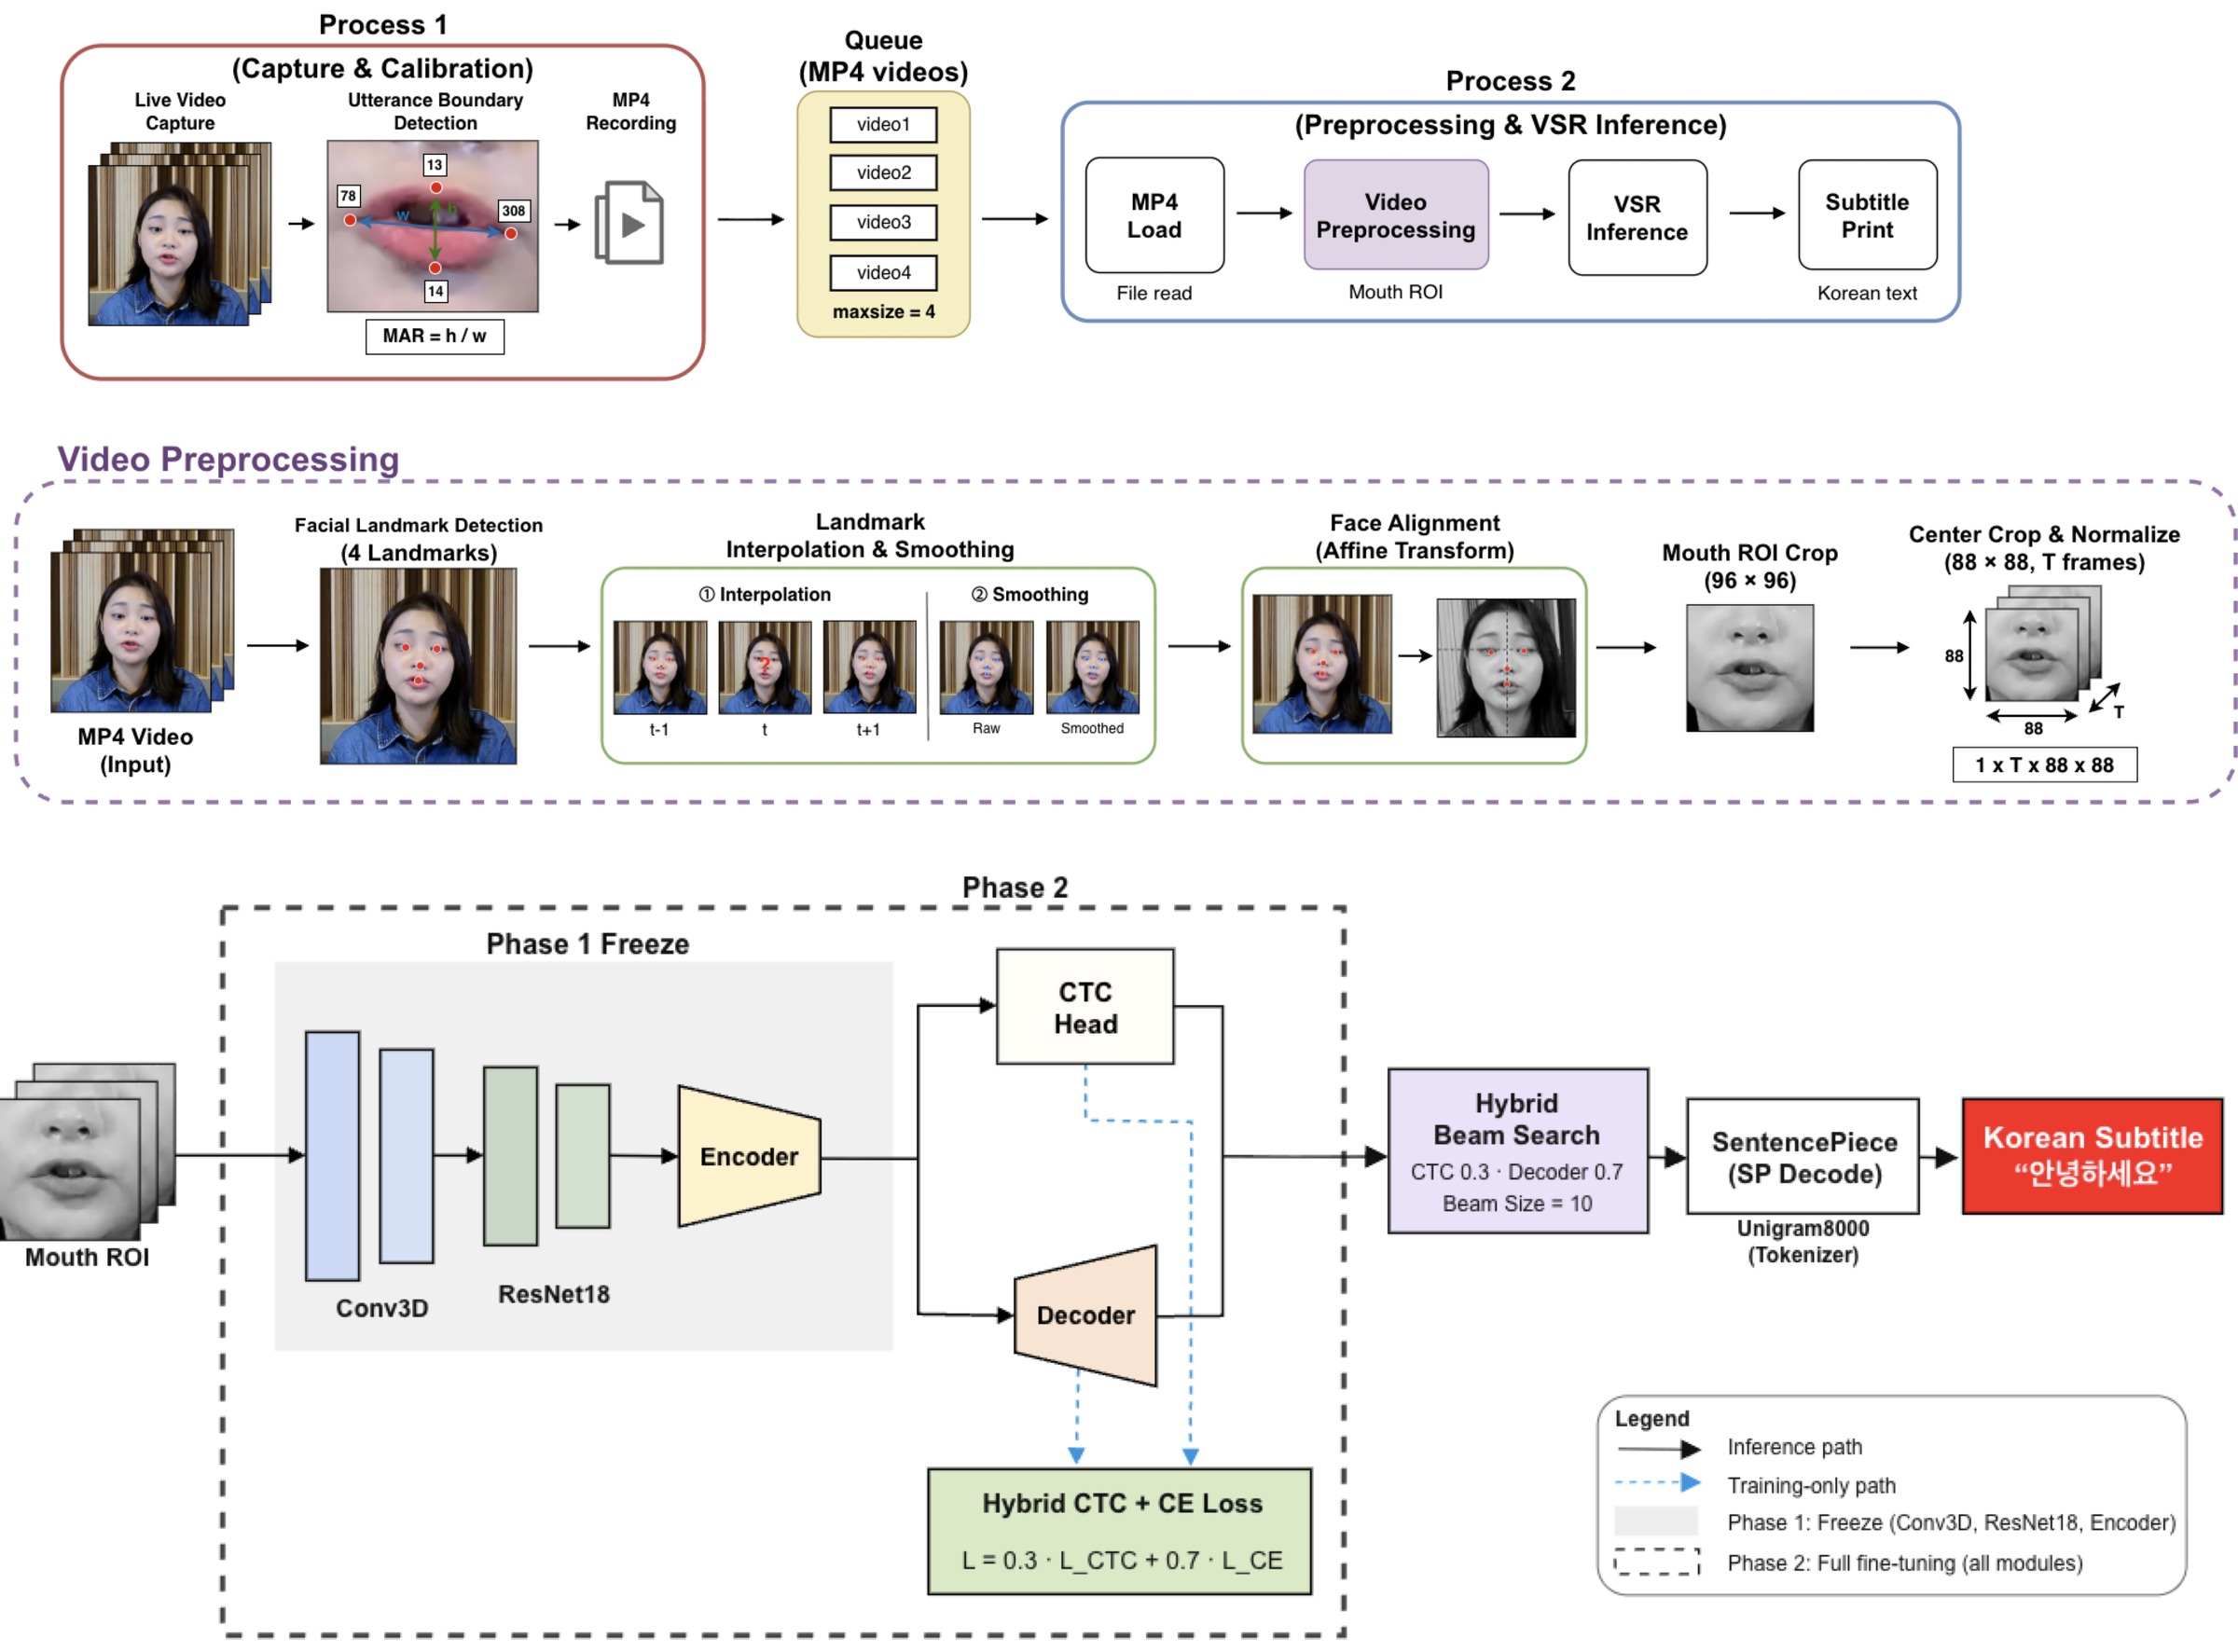 Process 1
(Capture & Calibration)
Live Video
Capture
Utterance Boundary
Detection
MP4
Recording
13
78
w
h
308
14
MAR = h / w
Queue
(MP4 videos)
video1
video2
video3
video4
maxsize = 4
Process 2
(Preprocessing & VSR Inference)
MP4
Load
File read
Video
Preprocessing
Mouth ROI
VSR
Inference
Subtitle
Print
Korean text
Video Preprocessing
MP4 Video
(Input)
Facial Landmark Detection
(4 Landmarks)
Landmark
Interpolation & Smoothing
① Interpolation
?
t-1
t
t+1
② Smoothing
Raw
Smoothed
Face Alignment
(Affine Transform)
Mouth ROI Crop
(96 × 96)
Center Crop & Normalize
(88 × 88, T frames)
88
88
T
1 x T x 88 x 88
Phase 2
Phase 1 Freeze
Mouth ROI
Conv3D
ResNet18
Encoder
CTC
Head
Decoder
Hybrid CTC + CE Loss
L = 0.3 · L_CTC + 0.7 · L_CE
Hybrid
Beam Search
CTC 0.3 · Decoder 0.7
Beam Size = 10
SentencePiece
(SP Decode)
Unigram8000
(Tokenizer)
Korean Subtitle
“안녕하세요”
Legend
Inference path
Training-only path
Phase 1: Freeze (Conv3D, ResNet18, Encoder)
Phase 2: Full fine-tuning (all modules)